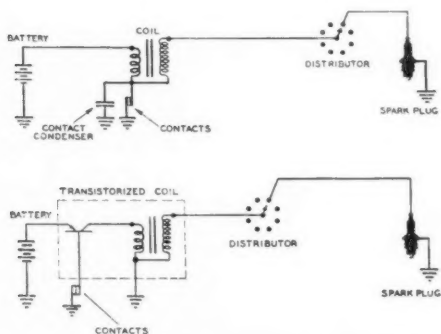 BATTERY
COIL
DISTRIBUTOR
SPARK PLUG
CONTACT
CONDENSER
CONTACTS
TRANSISTORIZED COIL
BATTERY
DISTRIBUTOR
SPARK PLUG
CONTACTS